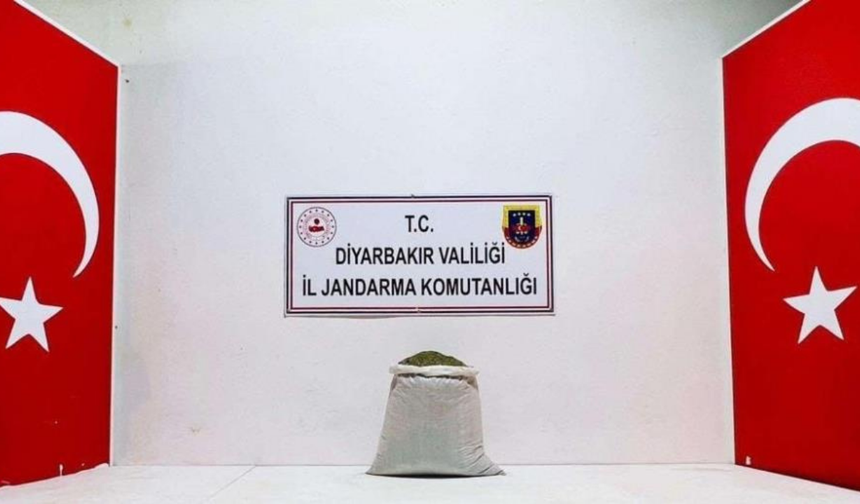 T.C.
DİYARBAKIR VALİLİĞİ
İL JANDARMA KOMUTANLIĞI